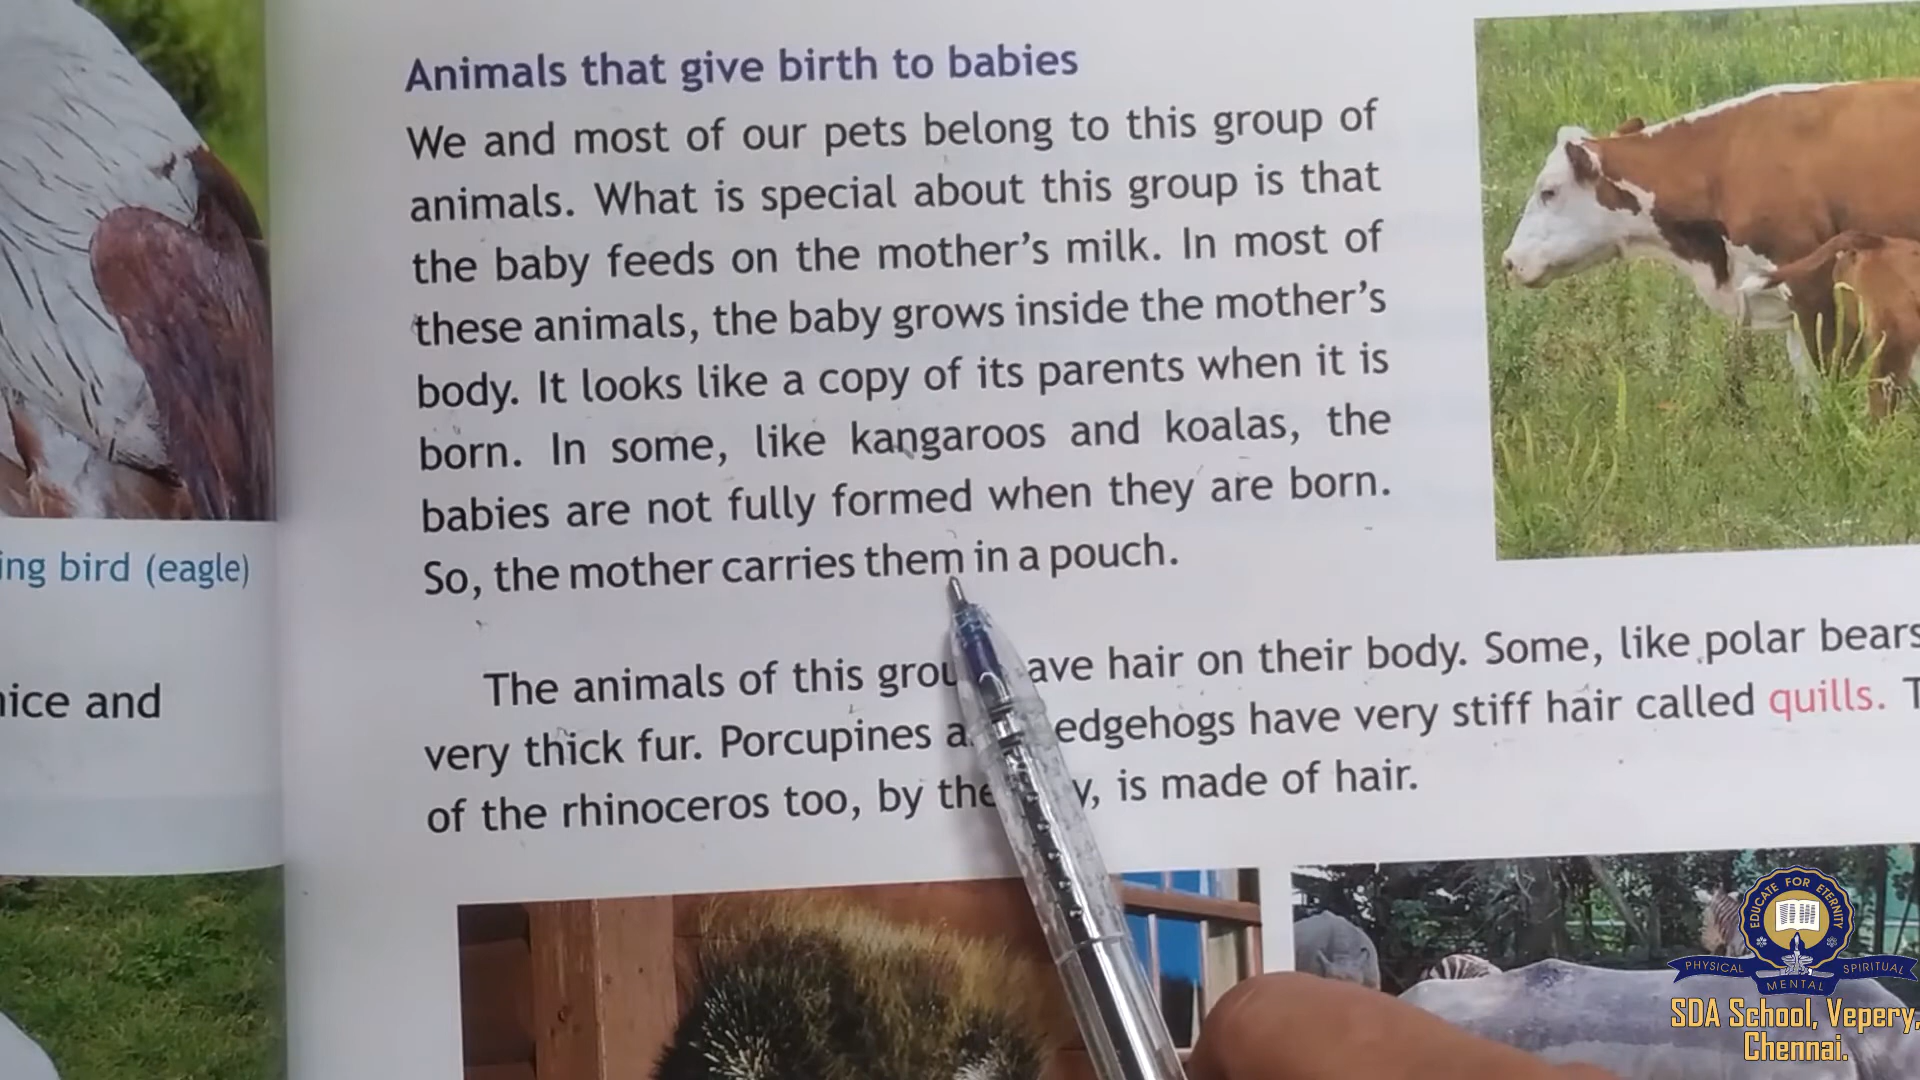 Animals that give birth to babies
We and most of our pets belong to this group of
animals. What is special about this group is that
the baby feeds on the mother's milk. In most of
these animals, the baby grows inside the mother's
body. It looks like a copy of its parents when it is
born. In some, like kangaroos and koalas, the
babies are not fully formed when they are born.
So, the mother carries them in a pouch.
ing bird (eagle)
The animals of this ave hair on their body. Some, like polar bears
and
very thick fur. Porcupines edgehogs have very stiff hair called quills.
of the rhinoceros too, by is made of hair.
EDUCATE FOR ETERNITY
PHYSICAL MENTAL SPIRITUAL
SDA School, Vepery,
Chennai.